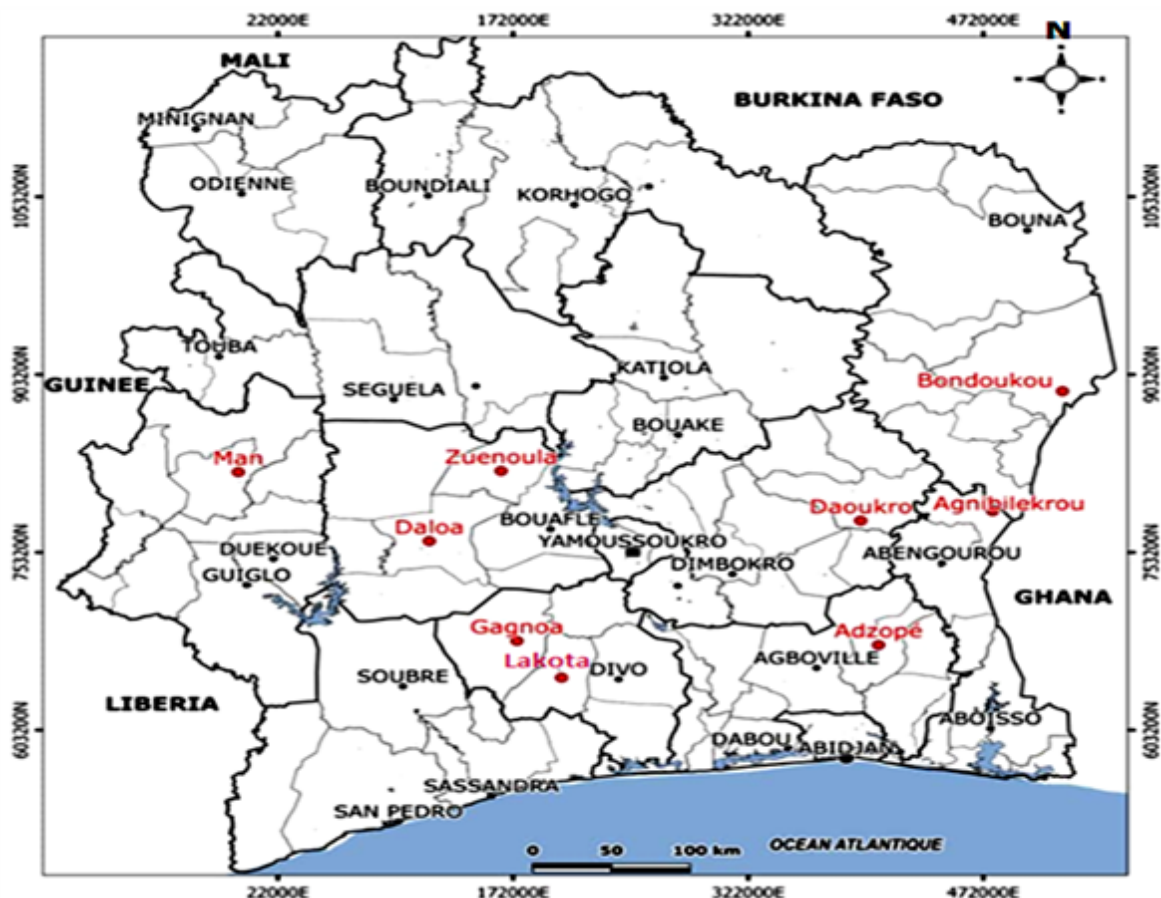 220000E 172000E 322000E 472000E
N
MALI
BURKINA FASO
MINIGNAN
ODIENNE
BOUNDIALI
KORHOGO
BOUNA
1053200N
1053200N
TOUBA
KATIOLA
GUINEE
SEGUELA
Bondoukou
903200N
903200N
BOUAKE
Man
Zuenoula
Daoukro
Agnibilekrou
Daloa
BOUAFLE
YAMOUSSOUKRO
DUEKOUE
ABENGOUROU
DIMBOKRO
GUIGLO
753200N
753200N
GHANA
Gagnoa
Adzopé
Lakota
DIVO
AGBOVILLE
SOUBRE
LIBERIA
ABOISSO
603200N
603200N
DABOU
ABIDJAN
SASSANDRA
SAN PEDRO
OCEAN ATLANTIQUE
0 50 100 km
220000E 172000E 322000E 472000E